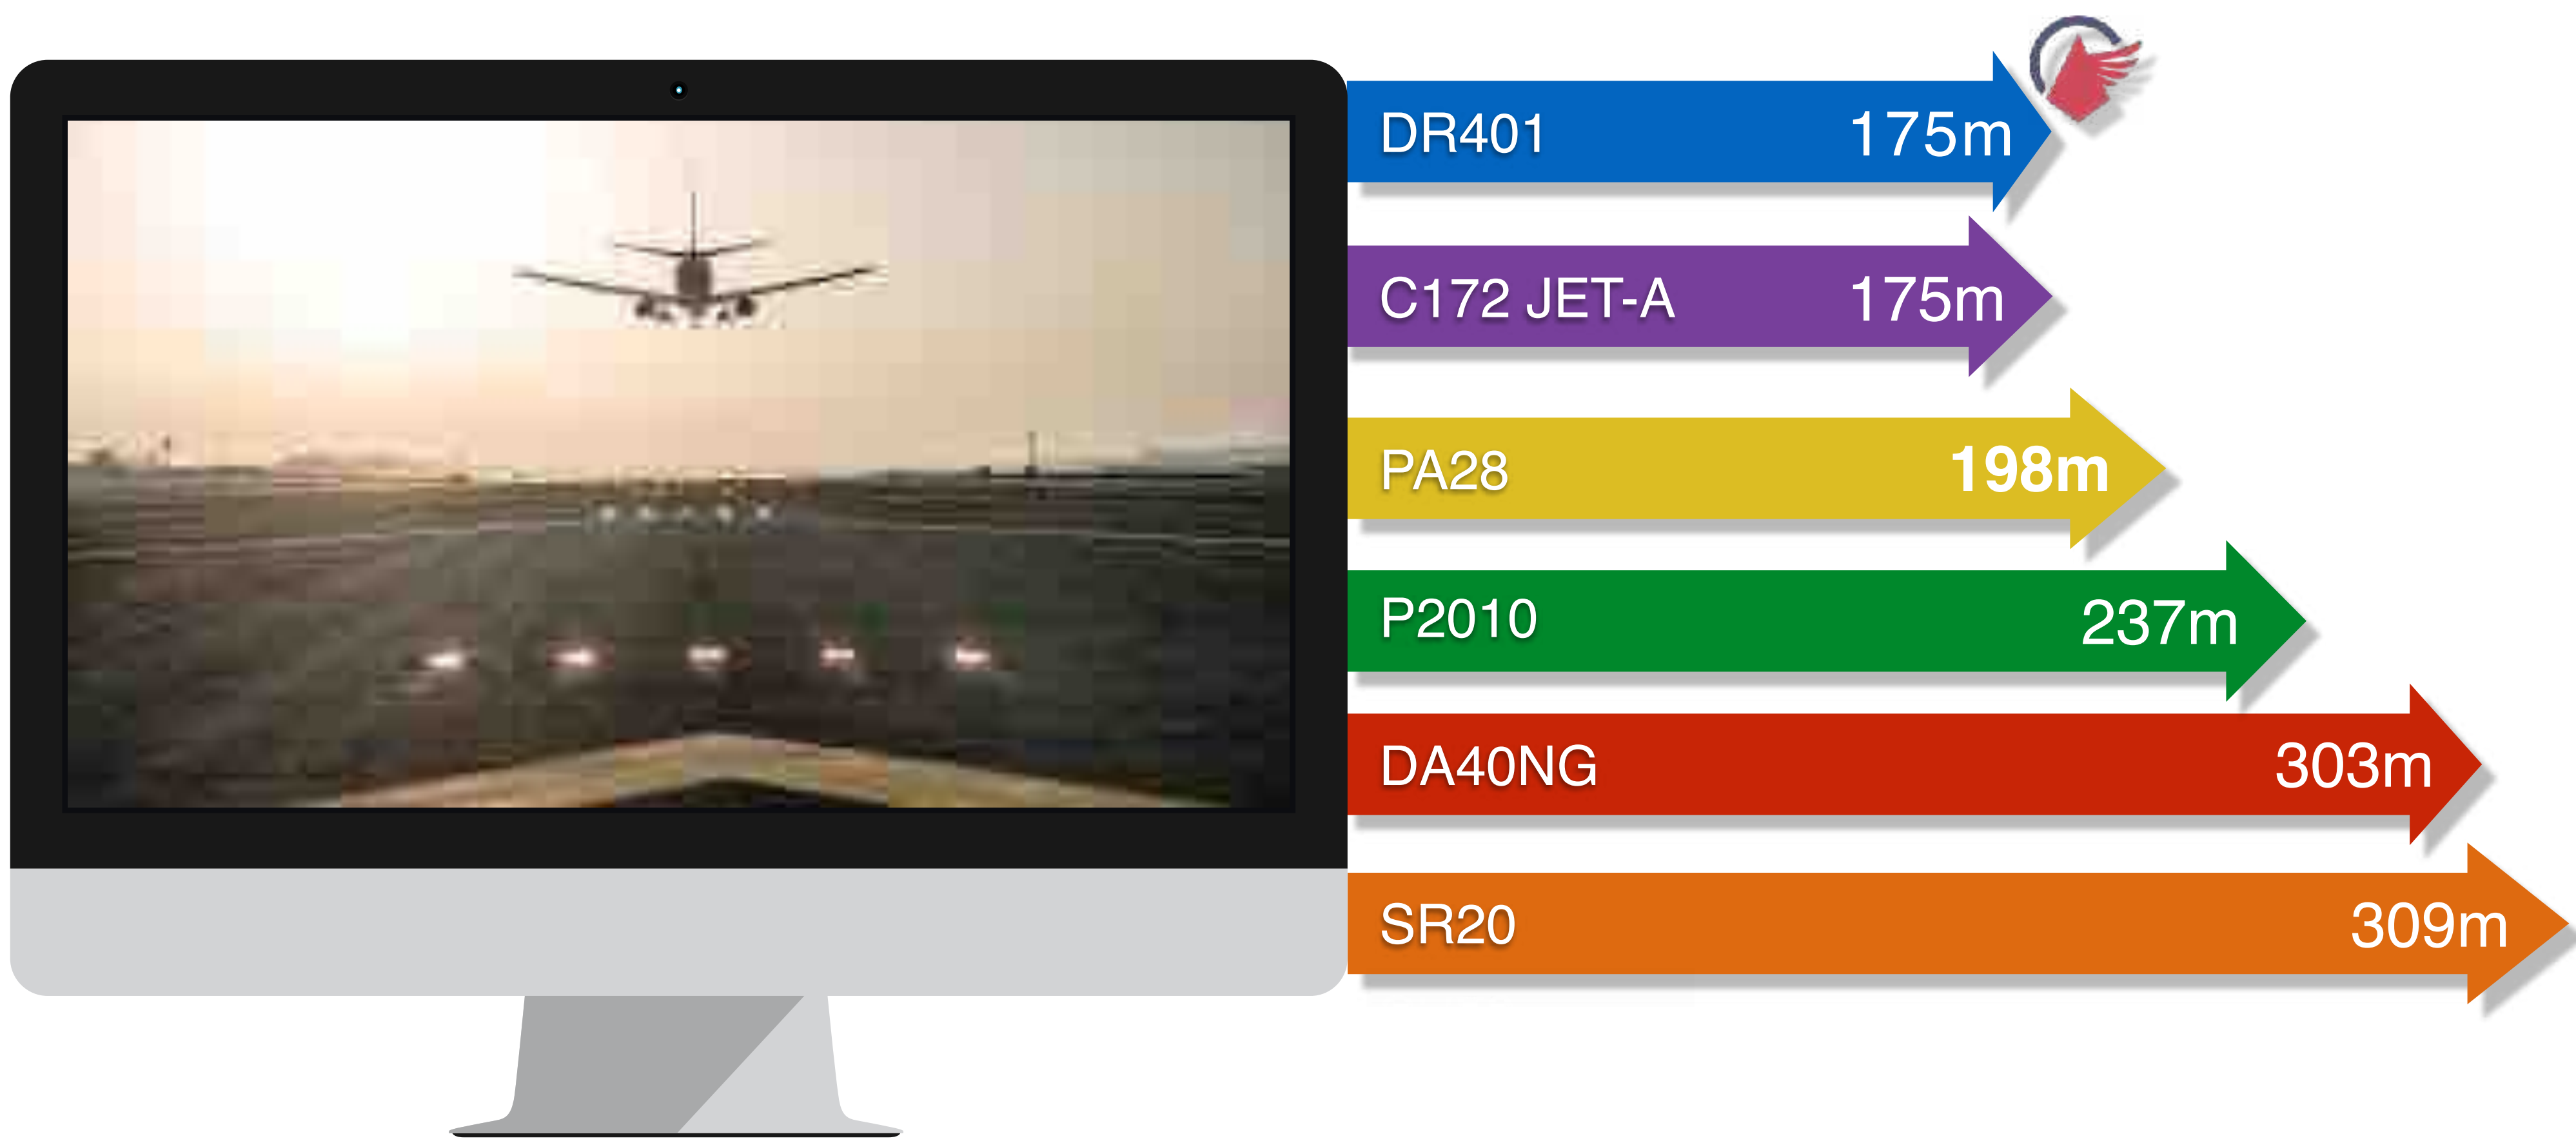 DR401 175m
C172 JET-A 175m
PA28 198m
P2010 237m
DA40NG 303m
SR20 309m